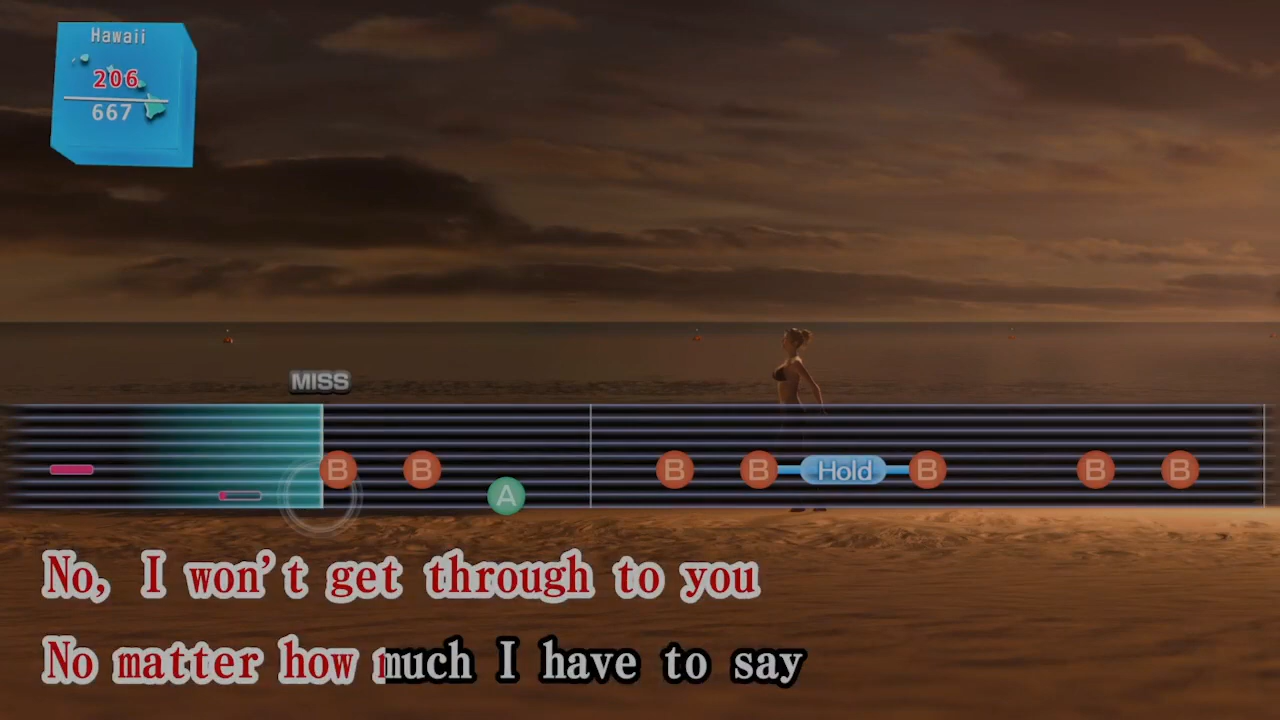 Hawaii
206
667
MISS
B B B B Hold B B B
A
No, I won't get through to you
No matter how much I have to say